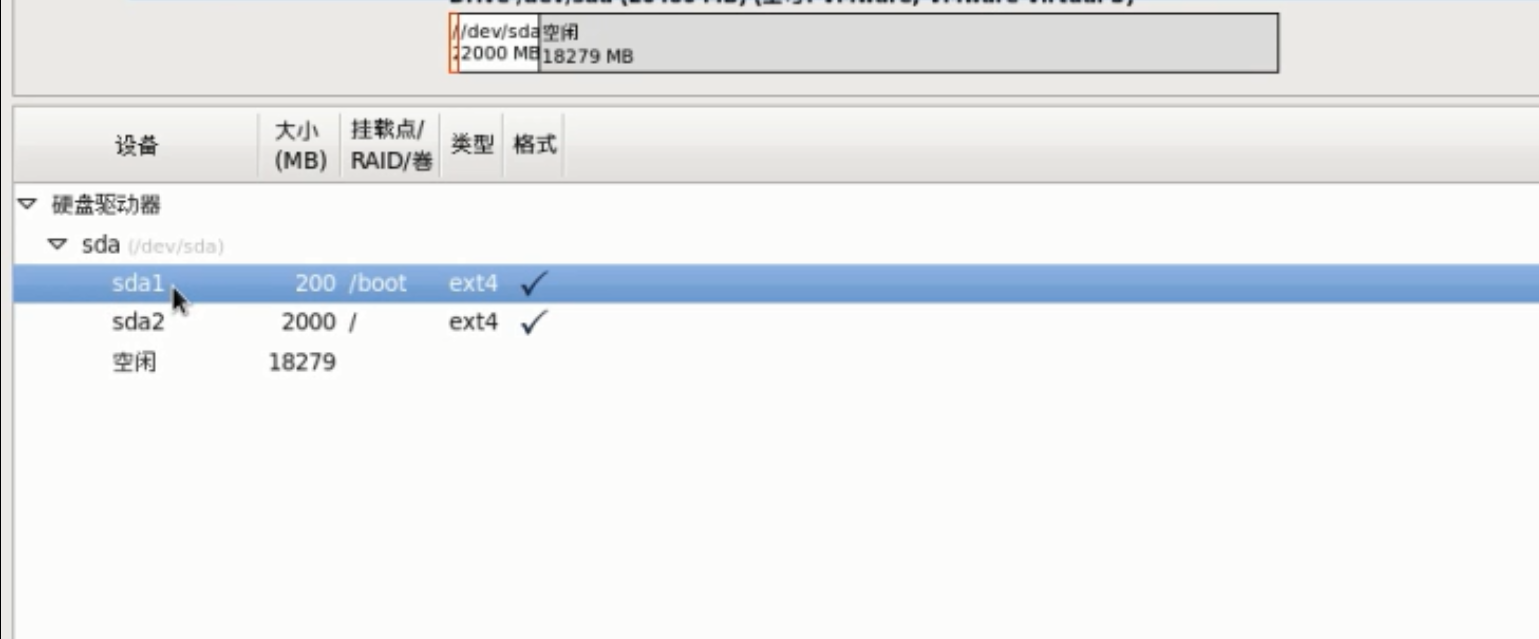 //dev/sda 空闲
2000 MB 18279 MB
设备 大小 (MB) 挂载点/ RAID/卷 类型 格式
硬盘驱动器
sda (/dev/sda)
sda1 200 /boot ext4 ✓
sda2 2000 / ext4 ✓
空闲 18279